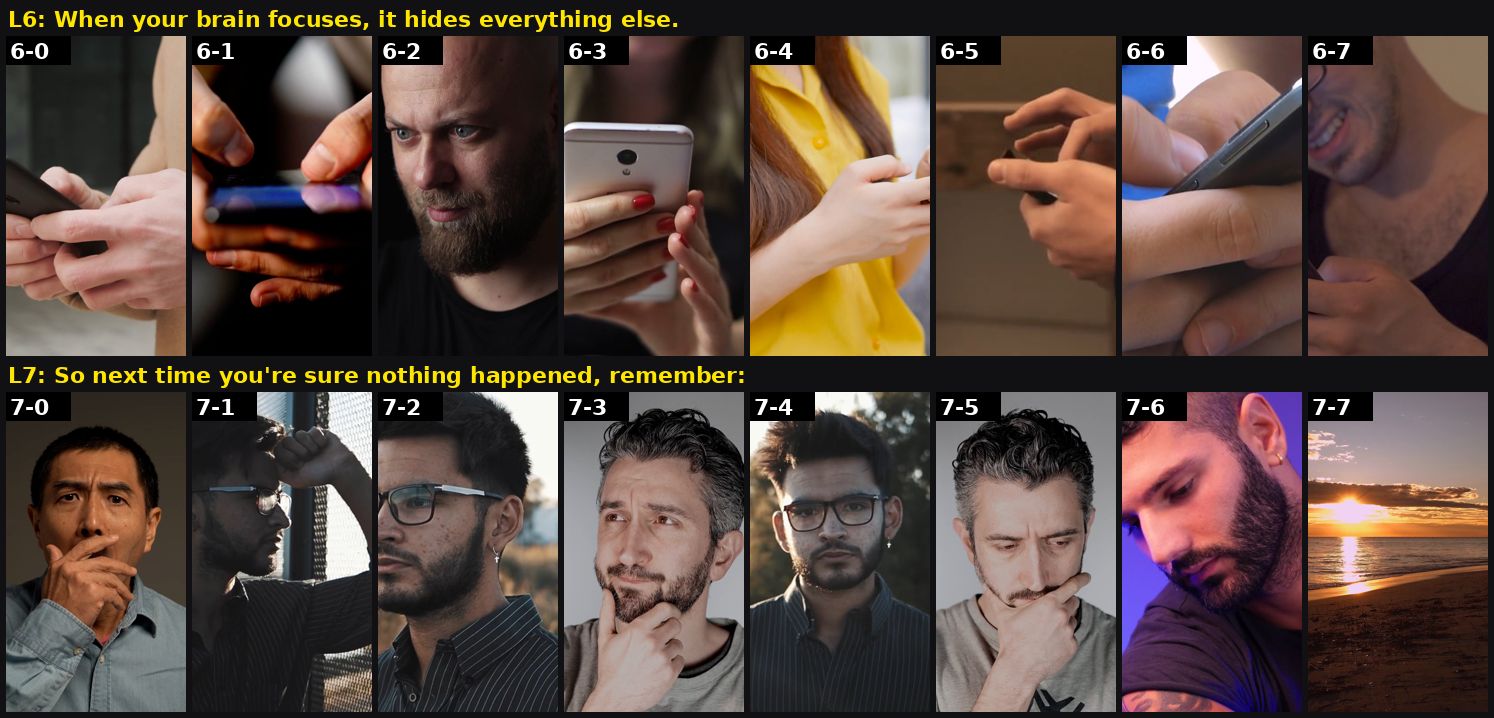 L6: When your brain focuses, it hides everything else.
6-0 6-1 6-2 6-3 6-4 6-5 6-6 6-7
L7: So next time you're sure nothing happened, remember:
7-0 7-1 7-2 7-3 7-4 7-5 7-6 7-7